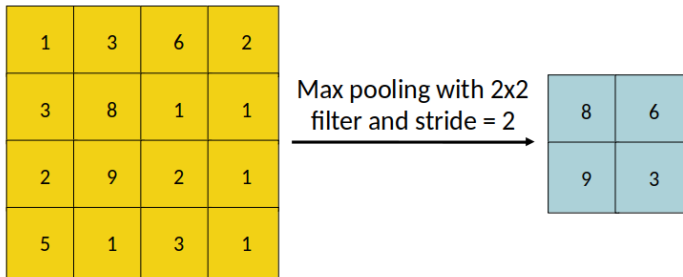 1 3 6 2
3 8 1 1
2 9 2 1
5 1 3 1
Max pooling with 2x2
filter and stride = 2
8 6
9 3